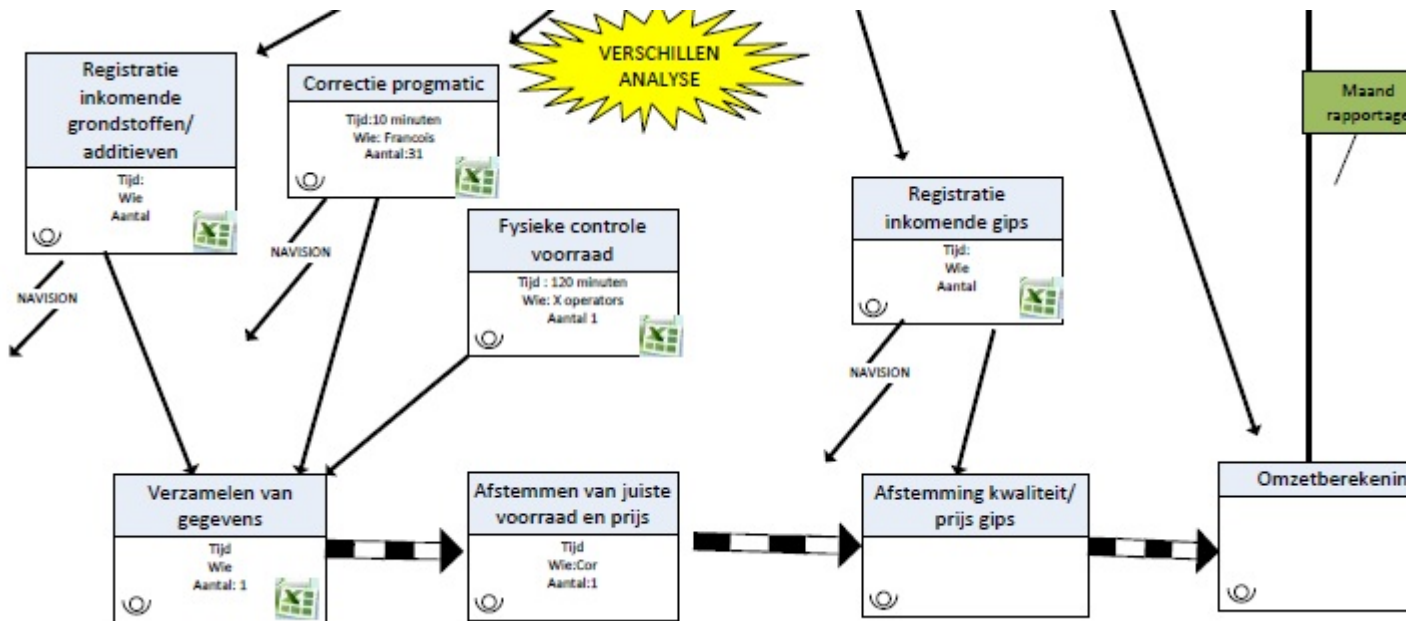 VERSCHILLEN
ANALYSE
Registratie
inkomende
grondstoffen/
additieven
Tijd:
Wie
Aantal
NAVISION
Correctie progmatic
Tijd:10 minuten
Wie: Francois
Aantal:31
NAVISION
Fysieke controle
voorraad
Tijd : 120 minuten
Wie: X operators
Aantal 1
Registratie
inkomende gips
Tijd:
Wie
Aantal
NAVISION
Maand
rapportage
Verzamelen van
gegevens
Tijd
Wie
Aantal: 1
Afstemmen van juiste
voorraad en prijs
Tijd
Wie:Cor
Aantal:1
Afstemming kwaliteit/
prijs gips
Omzetberekenin